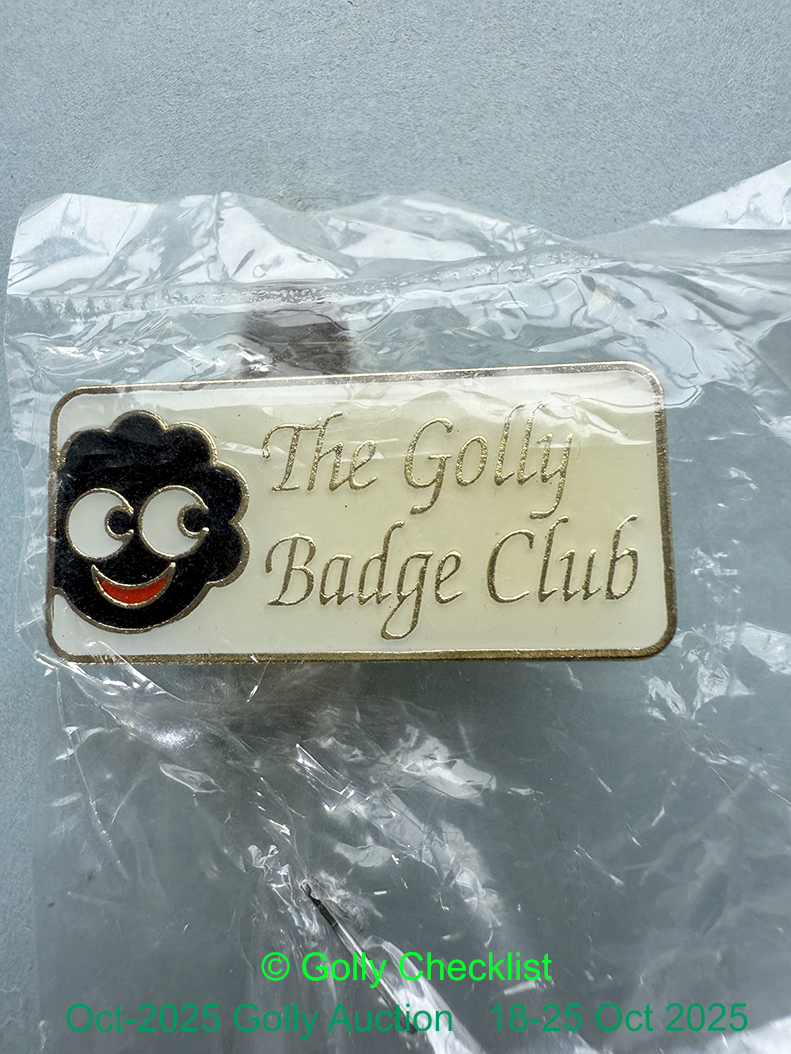 The Golly
Badge Club
© Golly Checklist
Oct-2025 Golly Auction 18-25 Oct 2025